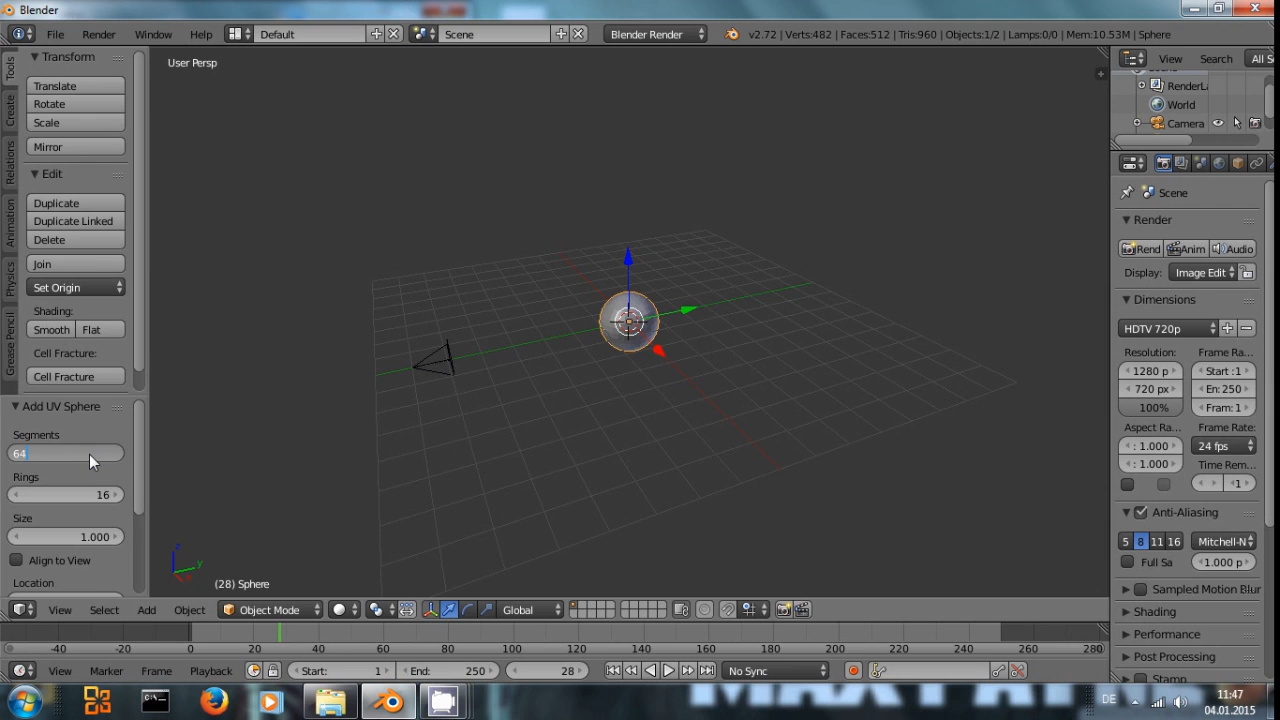 Blender
File Render Window Help Default Scene Blender Render v2.72 | Verts:482 | Faces:512 | Tris:960 | Objects:1/2 | Lamps:0/0 | Mem:10.53M | Sphere
Tools
Create
Relations
Animation
Physics
Grease Pencil
Transform
Translate
Rotate
Scale
Mirror
Edit
Duplicate
Duplicate Linked
Delete
Join
Set Origin
Shading:
Smooth Flat
Cell Fracture:
Cell Fracture
Add UV Sphere
Segments
64
Rings
16
Size
1.000
Align to View
Location
User Persp
z
y
x
(28) Sphere
View Search All S
RenderLa
World
Camera
Scene
Render
Rend Anim Audio
Display: Image Edit
Dimensions
HDTV 720p
Resolution: Frame Ra...
1280 p Start :1
720 px En: 250
100% Fram: 1
Aspect Ra... Frame Rate:
: 1.000 24 fps
: 1.000 Time Rem...
1
Anti-Aliasing
5 8 11 16 Mitchell-N
Full Sa 1.000 p
Sampled Motion Blur
Shading
Performance
Post Processing
Stamp
View Select Add Object Object Mode Global
-40 -20 0 20 40 60 80 100 120 140 160 180 200 220 240 260 280
View Marker Frame Playback Start: 1 End: 250 28 No Sync
DE 11:47
04.01.2015